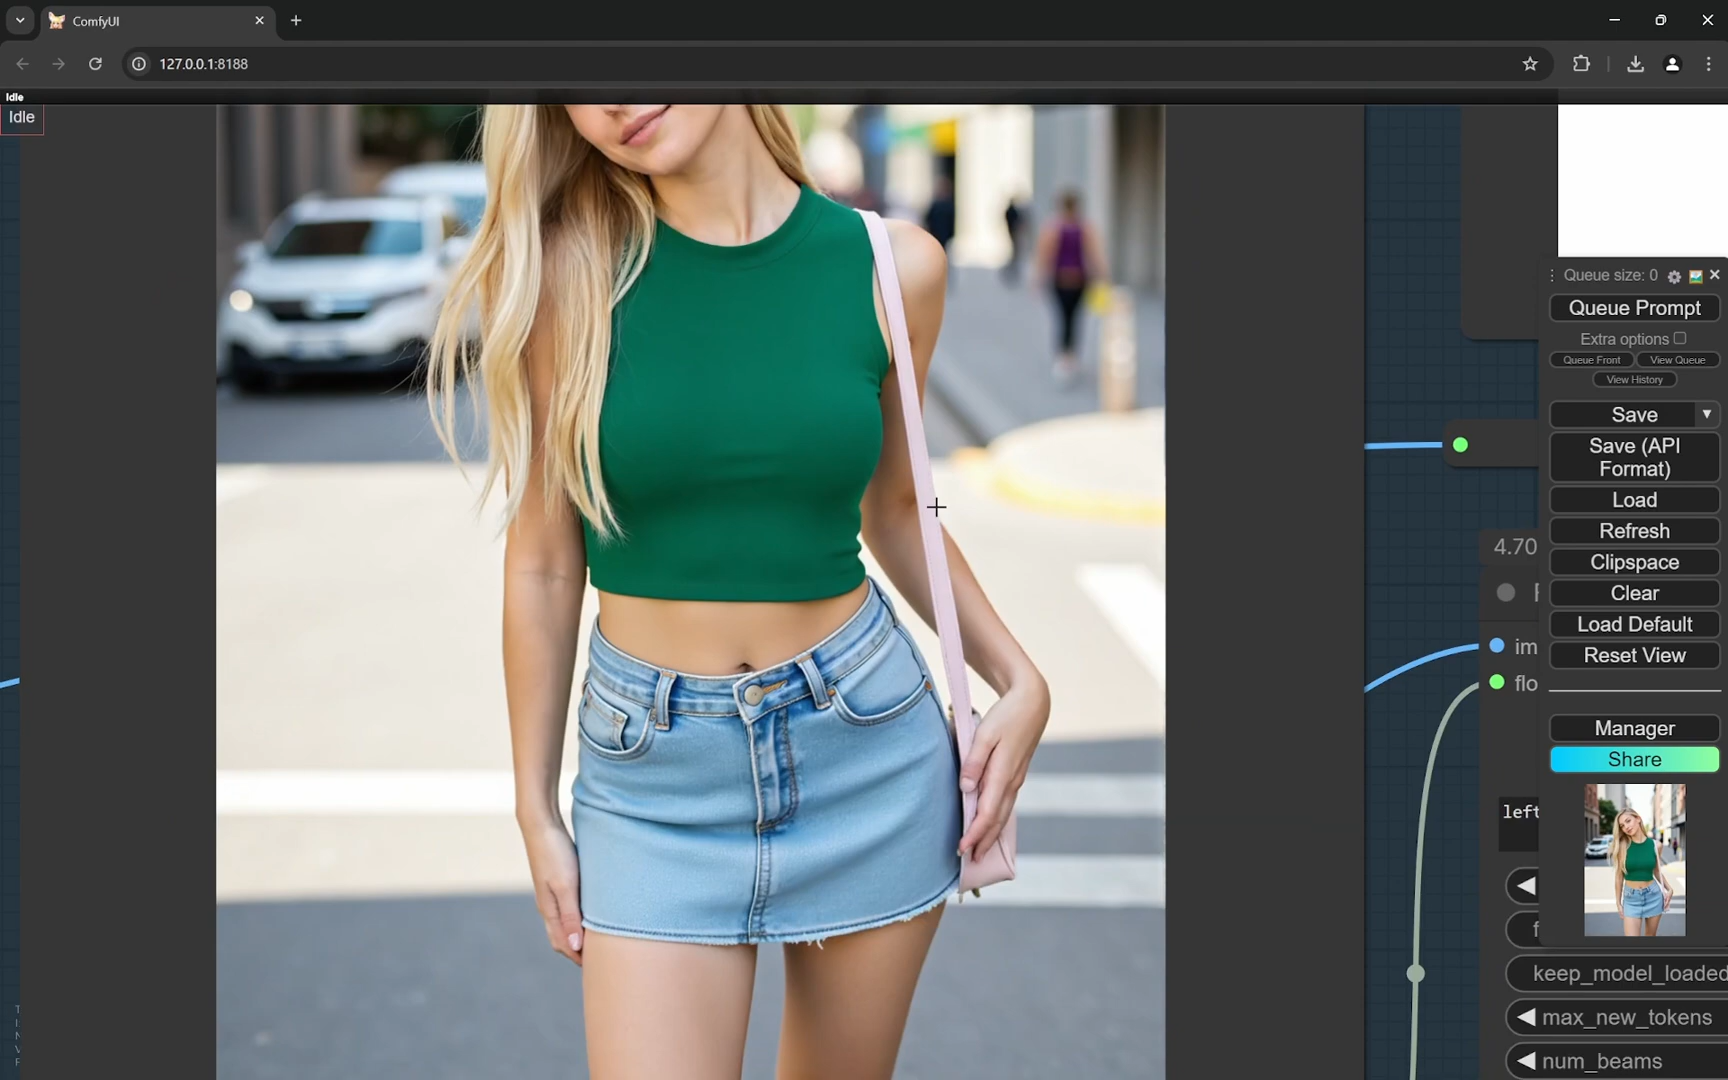 ComfyUI
127.0.0.1:8188
Idle
Idle
Queue size: 0
Queue Prompt
Extra options
Queue Front
View Queue
View History
Save
Save (API
Format)
Load
Refresh
Clipspace
Clear
Load Default
Reset View
Manager
Share
4.70
F
im
flo
left
f
keep_model_loaded
max_new_tokens
num_beams